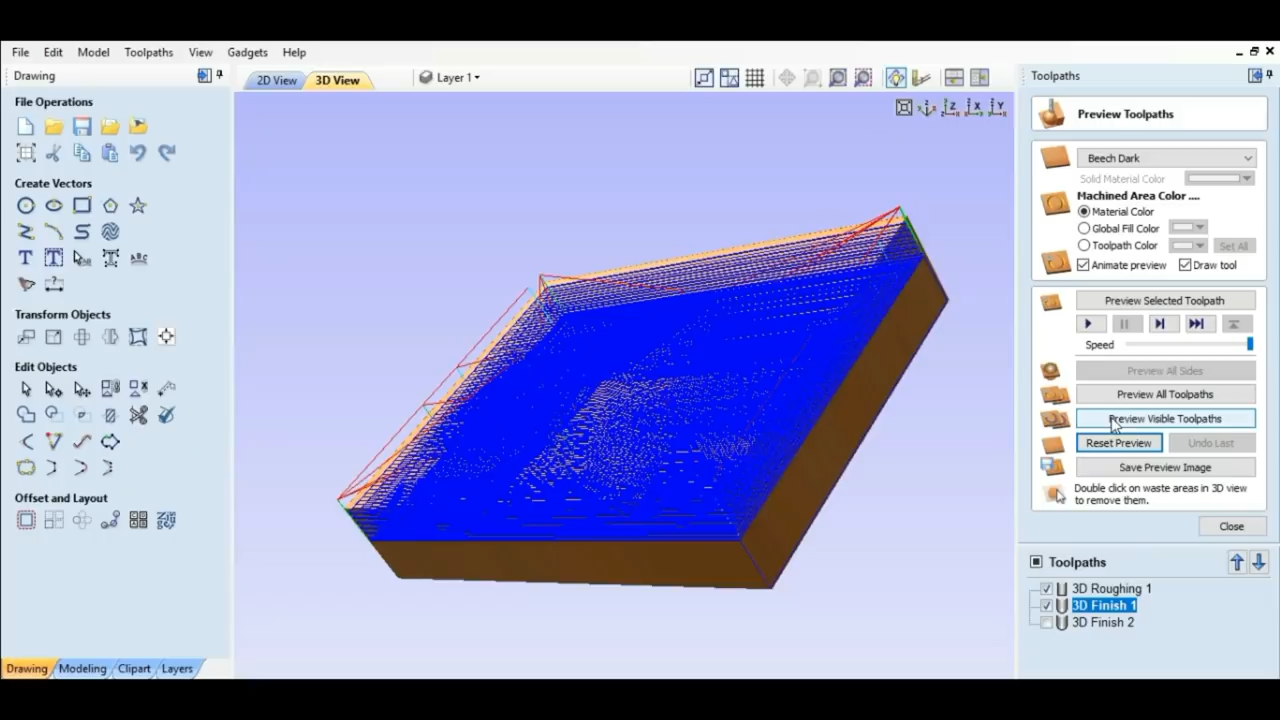 File Edit Model Toolpaths View Gadgets Help
Drawing
File Operations
Create Vectors
Transform Objects
Edit Objects
Offset and Layout
Drawing Modeling Clipart Layers
2D View 3D View Layer 1
Toolpaths
Preview Toolpaths
Beech Dark
Solid Material Color
Machined Area Color ....
Material Color
Global Fill Color
Toolpath Color Set All
Animate preview Draw tool
Preview Selected Toolpath
Speed
Preview All Sides
Preview All Toolpaths
Preview Visible Toolpaths
Reset Preview Undo Last
Save Preview Image
Double click on waste areas in 3D view
to remove them.
Close
Toolpaths
3D Roughing 1
3D Finish 1
3D Finish 2